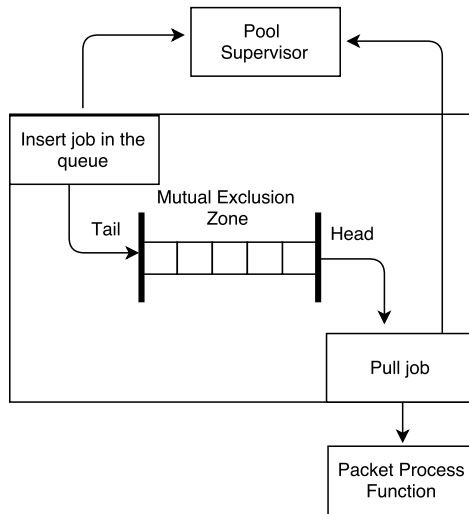 Pool
Supervisor
Insert job in the
queue
Mutual Exclusion
Zone
Tail
Head
Pull job
Packet Process
Function